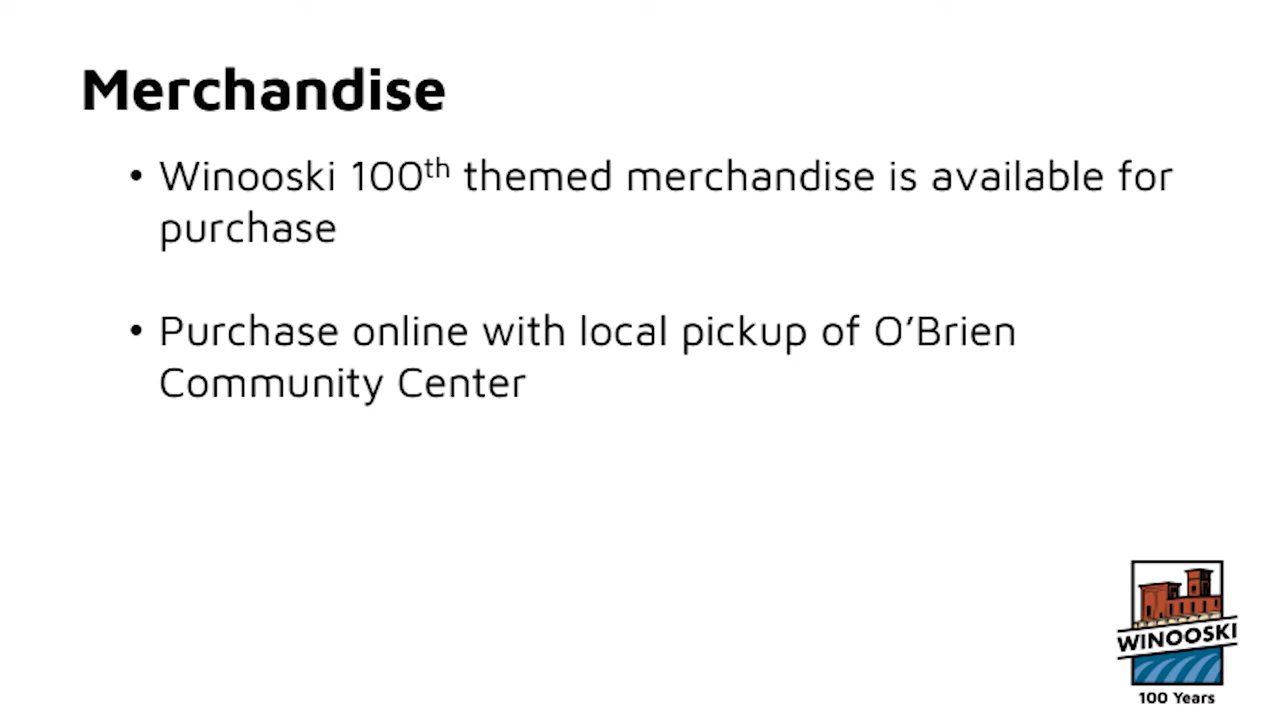 Merchandise
• Winooski 100th themed merchandise is available for
purchase
• Purchase online with local pickup of O’Brien
Community Center
WINOOSKI
100 Years